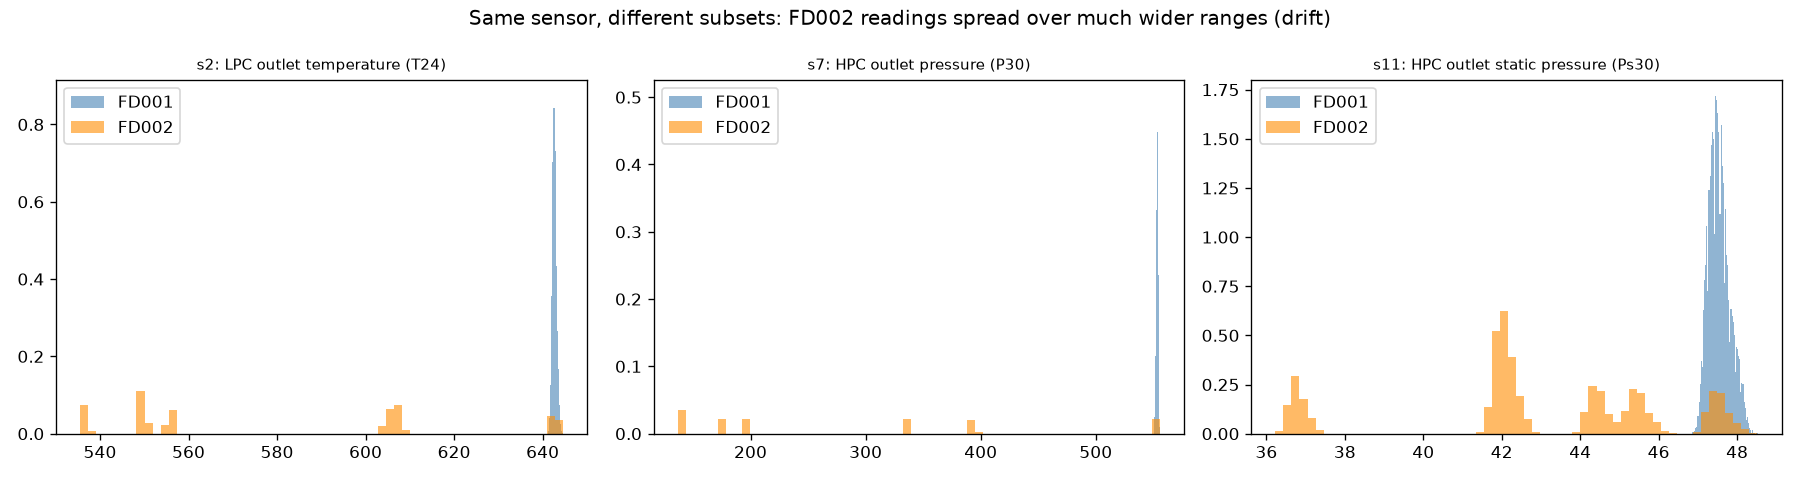 Same sensor, different subsets: FD002 readings spread over much wider ranges (drift)
s2: LPC outlet temperature (T24)
FD001
FD002
0.8
0.6
0.4
0.2
0.0
540 560 580 600 620 640
s7: HPC outlet pressure (P30)
FD001
FD002
0.5
0.4
0.3
0.2
0.1
0.0
200 300 400 500
s11: HPC outlet static pressure (Ps30)
FD001
FD002
1.75
1.50
1.25
1.00
0.75
0.50
0.25
0.00
36 38 40 42 44 46 48